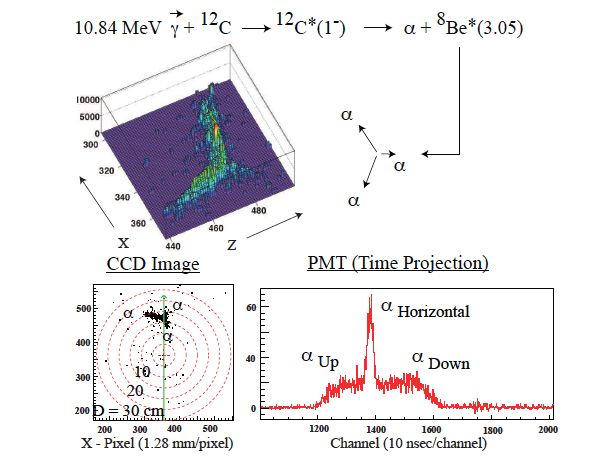 10.84 MeV γ⃗ + ¹²C → ¹²C*(1⁻) → α + ⁸Be*(3.05)
10000
5000
0
300
320
340
360
X
440
460
480
Z
α
α
α
CCD Image
PMT (Time Projection)
500
400
300
200
α
α
α
10
20
D = 30 cm
200 300 400 500
X - Pixel (1.28 mm/pixel)
60
40
0
α Horizontal
α Up
α Down
1200 1400 1600 1800 2000
Channel (10 nsec/channel)